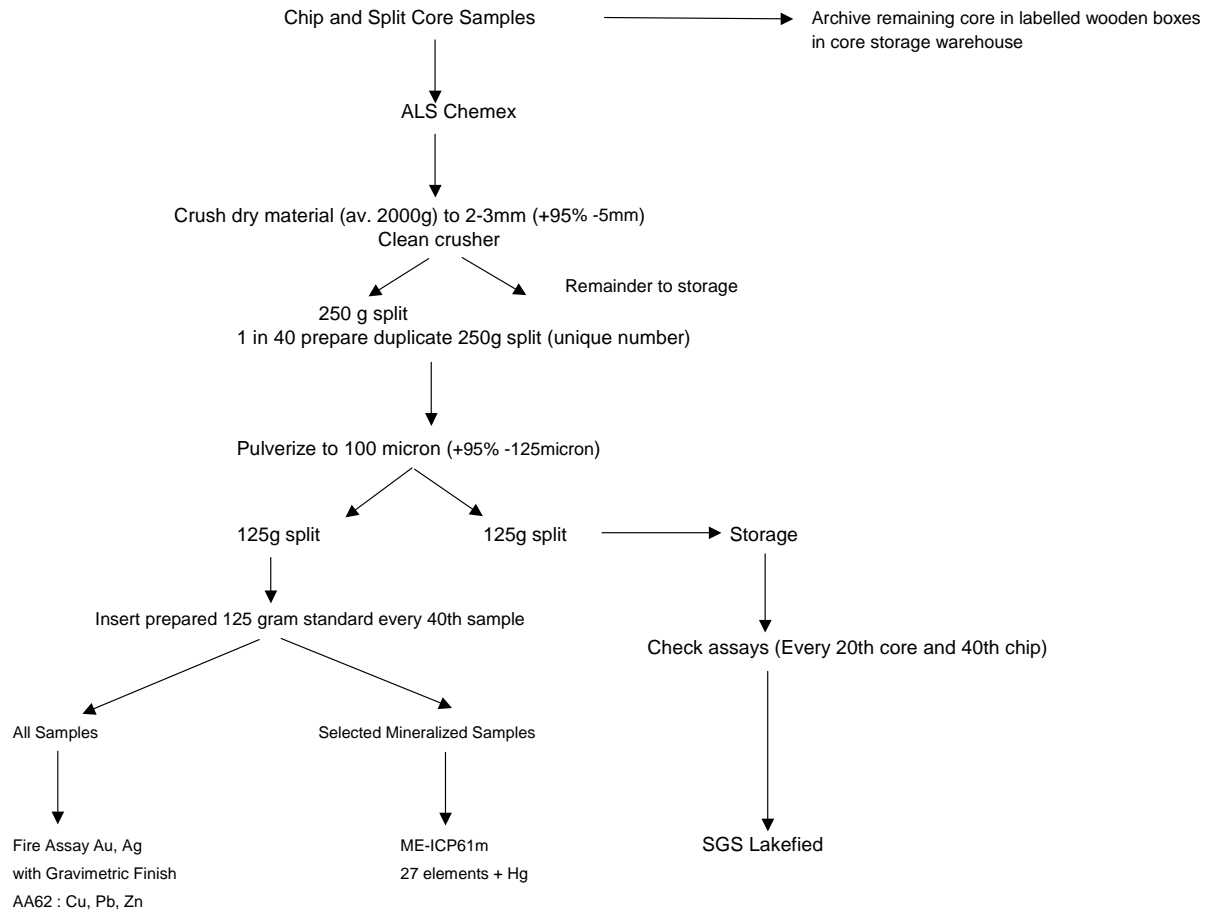 Chip and Split Core Samples
Archive remaining core in labelled wooden boxes
in core storage warehouse
ALS Chemex
Crush dry material (av. 2000g) to 2-3mm (+95% -5mm)
Clean crusher
Remainder to storage
250 g split
1 in 40 prepare duplicate 250g split (unique number)
Pulverize to 100 micron (+95% -125micron)
125g split
125g split
Storage
Insert prepared 125 gram standard every 40th sample
Check assays (Every 20th core and 40th chip)
All Samples
Selected Mineralized Samples
Fire Assay Au, Ag
with Gravimetric Finish
AA62 : Cu, Pb, Zn
ME-ICP61m
27 elements + Hg
SGS Lakefied